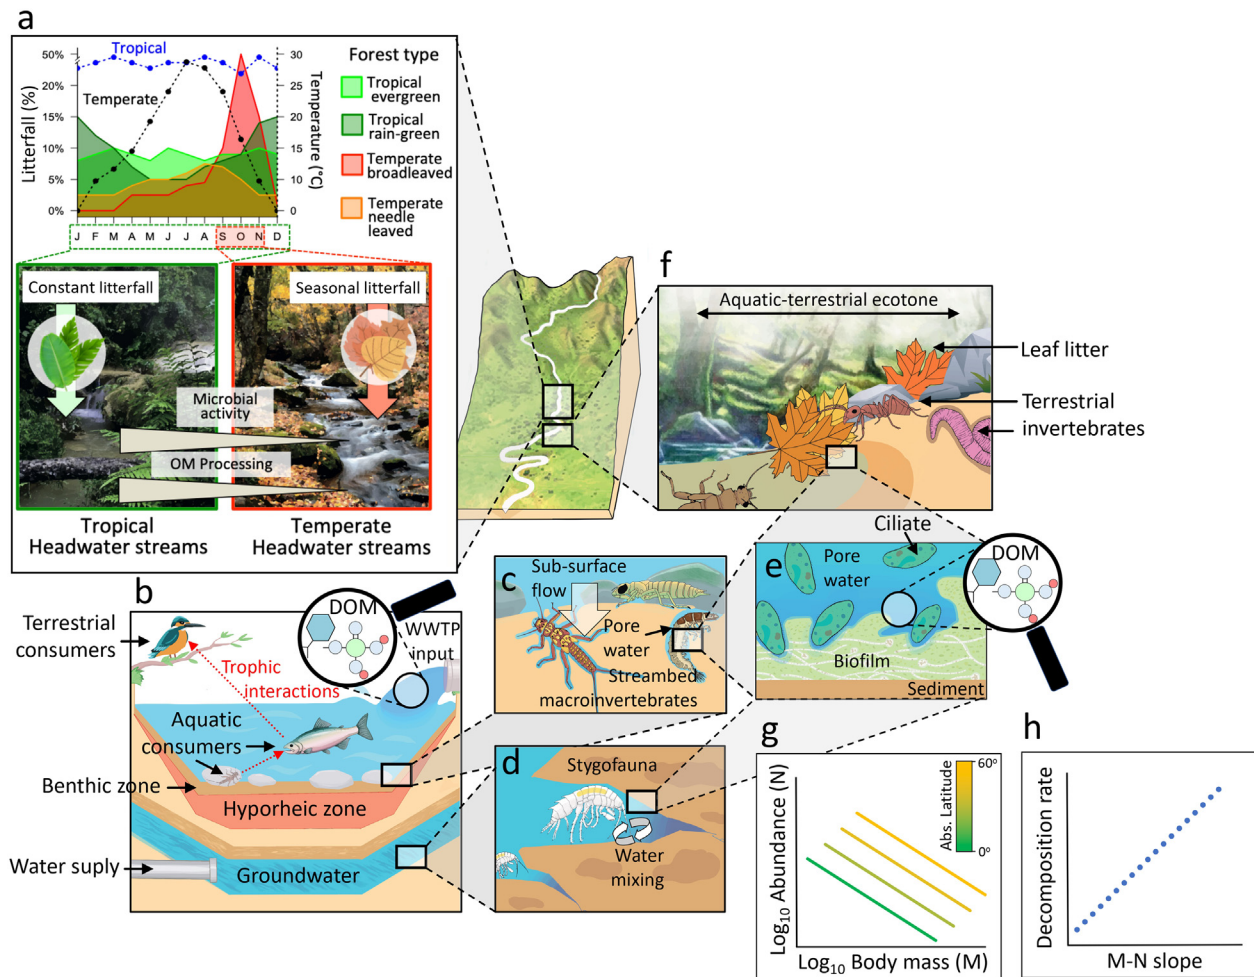 a
Tropical
Temperate
Litterfall (%)
50%
20%
15%
10%
5%
0%
30
25
20
15
10
0
Temperature (°C)
J F M A M J J A S O N D
Forest type
Tropical
evergreen
Tropical
rain-green
Temperate
broadleaved
Temperate
needle
leaved
Constant litterfall
Seasonal litterfall
Microbial
activity
OM Processing
Tropical
Headwater streams
Temperate
Headwater streams
f
Aquatic-terrestrial ecotone
Leaf litter
Terrestrial
invertebrates
b
Terrestrial
consumers
DOM
WWTP
input
Trophic
interactions
Aquatic
consumers
Benthic zone
Hyporheic zone
Water suply
Groundwater
c
Sub-surface
flow
Pore
water
Streambed
macroinvertebrates
d
Stygofauna
Water
mixing
e
Ciliate
Pore
water
DOM
Biofilm
Sediment
g
Log10 Abundance (N)
Abs. Latitude
60º
0º
Log10 Body mass (M)
h
Decomposition rate
M-N slope